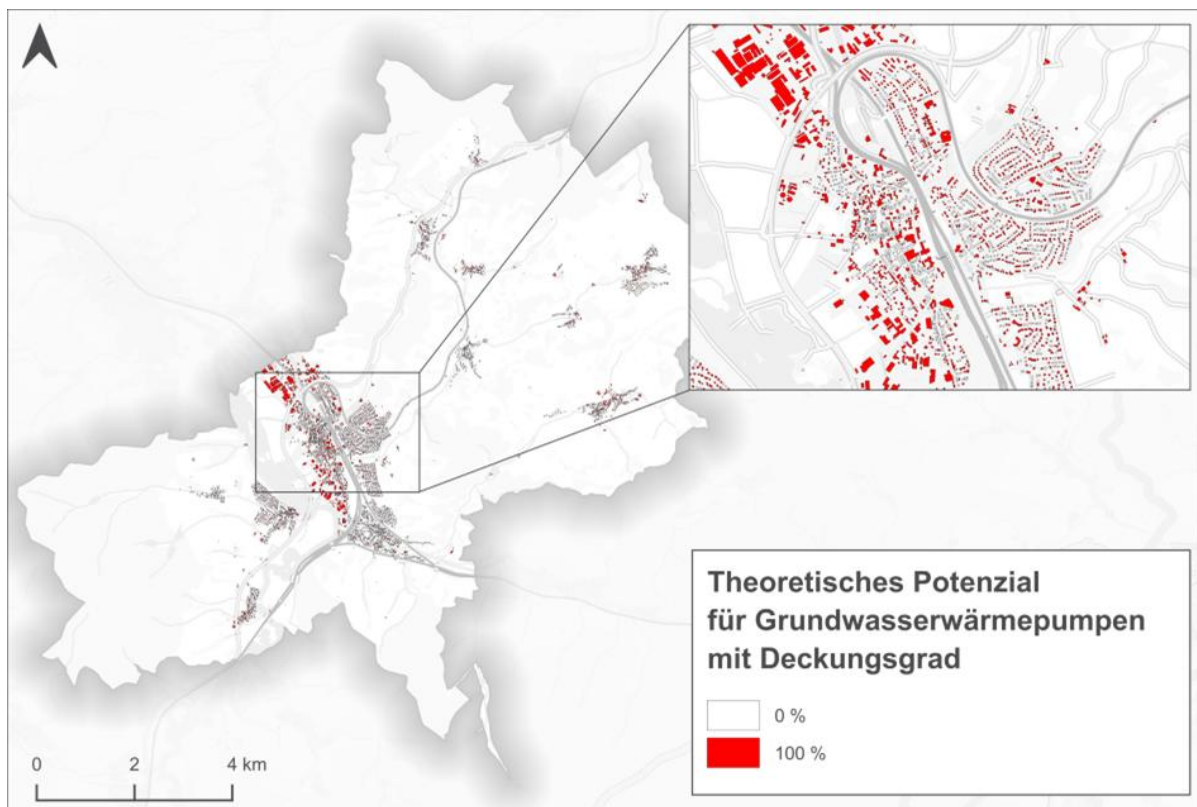 Theoretisches Potenzial
für Grundwasserwärmepumpen
mit Deckungsgrad
0 %
100 %
0 2 4 km